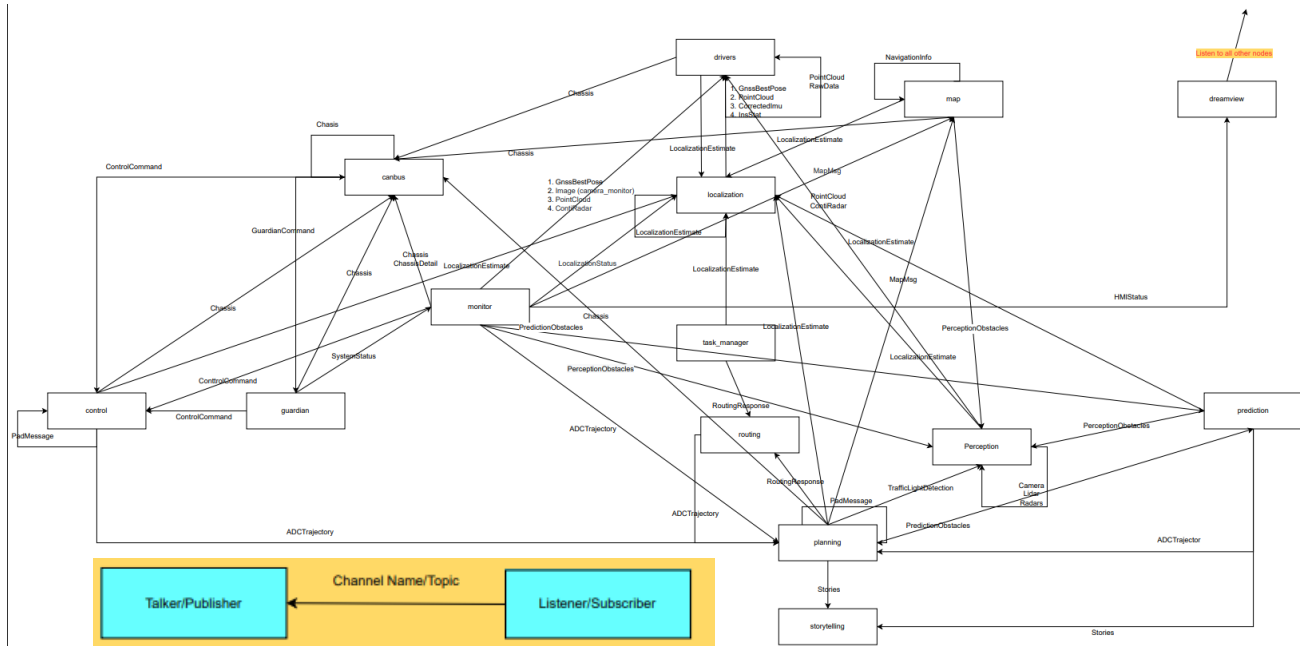 Listen to all other nodes
drivers
NavigationInfo
PointCloud
RawData
1. GnssBestPose
2. PointCloud
3. CorrectedImu
4. InsStat
map
dreamview
Chassis
Chasis
ControlCommand
canbus
Chassis
LocalizationEstimate
LocalizationEstimate
MapMsg
1. GnssBestPose
2. Image (camera_monitor)
3. PointCloud
4. ContiRadar
localization
PointCloud
ContiRadar
GuardianCommand
LocalizationEstimate
LocalizationEstimate
Chassis
ChassisDetail
LocalizationEstimate
LocalizationStatus
Chassis
LocalizationEstimate
MapMsg
monitor
HMIStatus
Chassis
Chassis
PredictionObstacles
LocalizationEstimate
PerceptionObstacles
task_manager
SystemStatus
LocalizationEstimate
PerceptionObstacles
ControlCommand
control
guardian
prediction
ControlCommand
RoutingResponse
PadMessage
ADCTrajectory
routing
Perception
PerceptionObstacles
RoutingResponse
TrafficLightDetection
Camera
Lidar
Radars
PadMessage
ADCTrajectory
ADCTrajectory
PredictionObstacles
planning
ADCTrajector
Channel Name/Topic
Talker/Publisher
Listener/Subscriber
Stories
storytelling
Stories